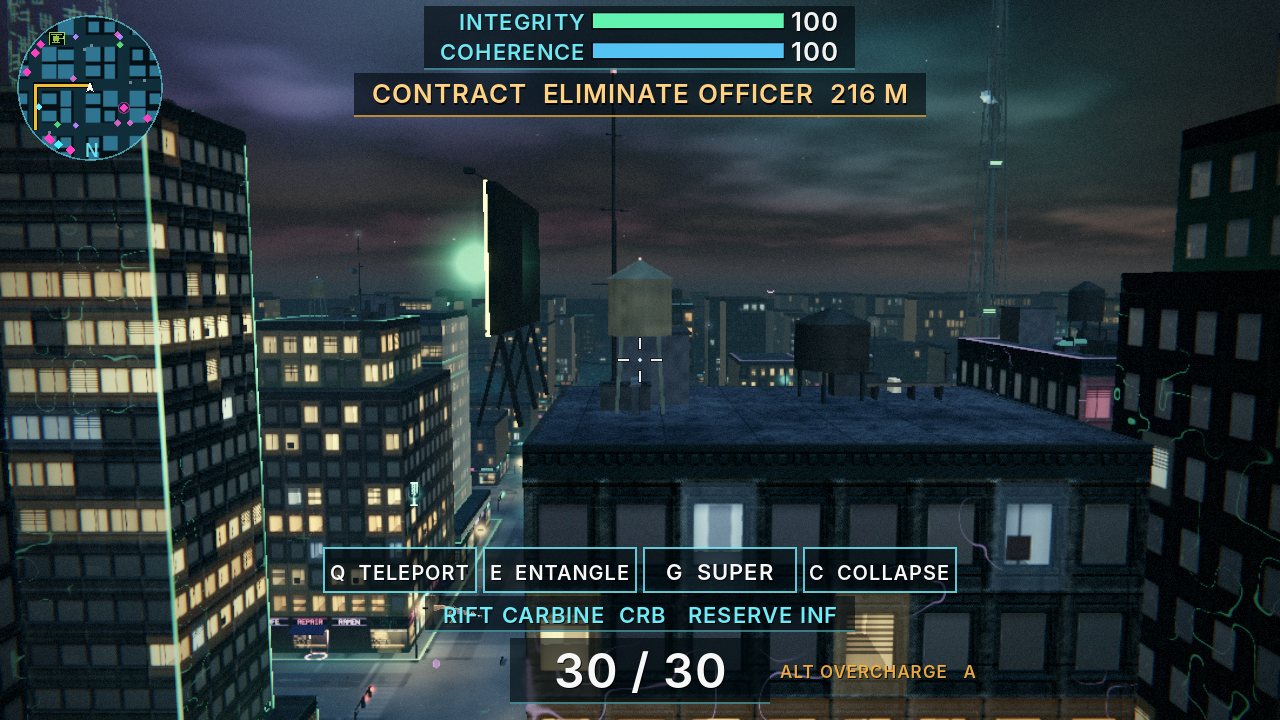 INTEGRITY 100
COHERENCE 100
CONTRACT ELIMINATE OFFICER 216 M
N
Q TELEPORT
E ENTANGLE
G SUPER
C COLLAPSE
RIFT CARBINE CRB RESERVE INF
REPAIR RAMEN
30 / 30
ALT OVERCHARGE A